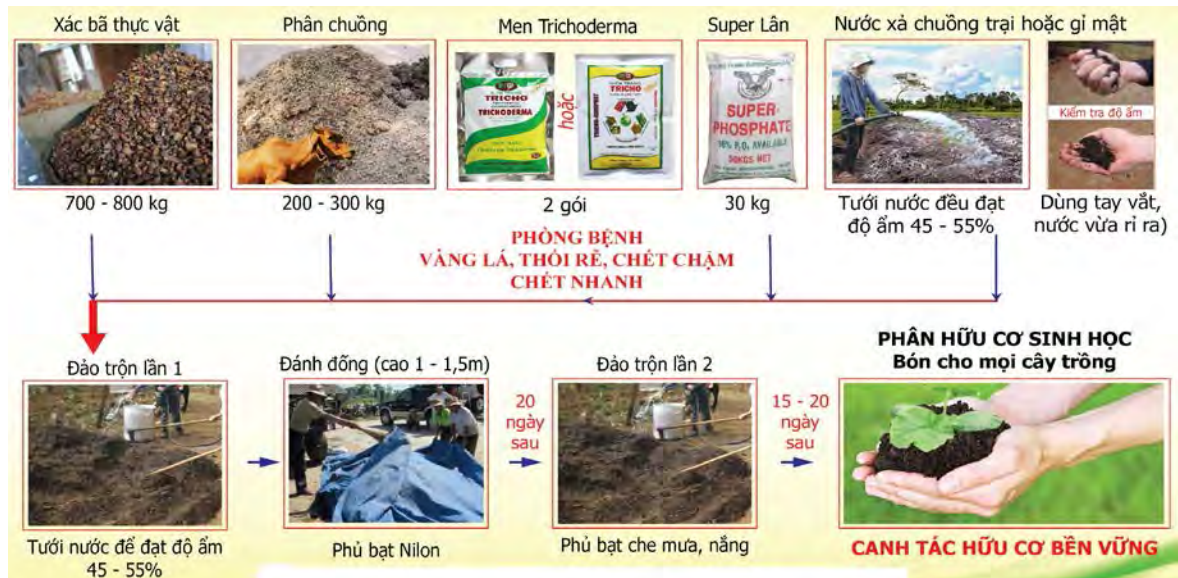 Xác bã thực vật
Phân chuồng
Men Trichoderma
Super Lân
Nước xả chuồng trại hoặc gỉ mật
TRICHO
TRICHODERMA
hoặc
TRICHO
SUPER-
PHOSPHATE
50KGS NET
Kiểm tra độ ẩm
700 - 800 kg
200 - 300 kg
2 gói
30 kg
Tưới nước đều đạt
độ ẩm 45 - 55%
Dùng tay vắt,
nước vừa rỉ ra)
PHÒNG BỆNH
VÀNG LÁ, THỐI RỄ, CHẾT CHẬM
CHẾT NHANH
Đảo trộn lần 1
Đánh đống (cao 1 - 1,5m)
20
ngày
sau
Đảo trộn lần 2
15 - 20
ngày
sau
PHÂN HỮU CƠ SINH HỌC
Bón cho mọi cây trồng
Tưới nước để đạt độ ẩm
45 - 55%
Phủ bạt Nilon
Phủ bạt che mưa, nắng
CANH TÁC HỮU CƠ BỀN VỮNG